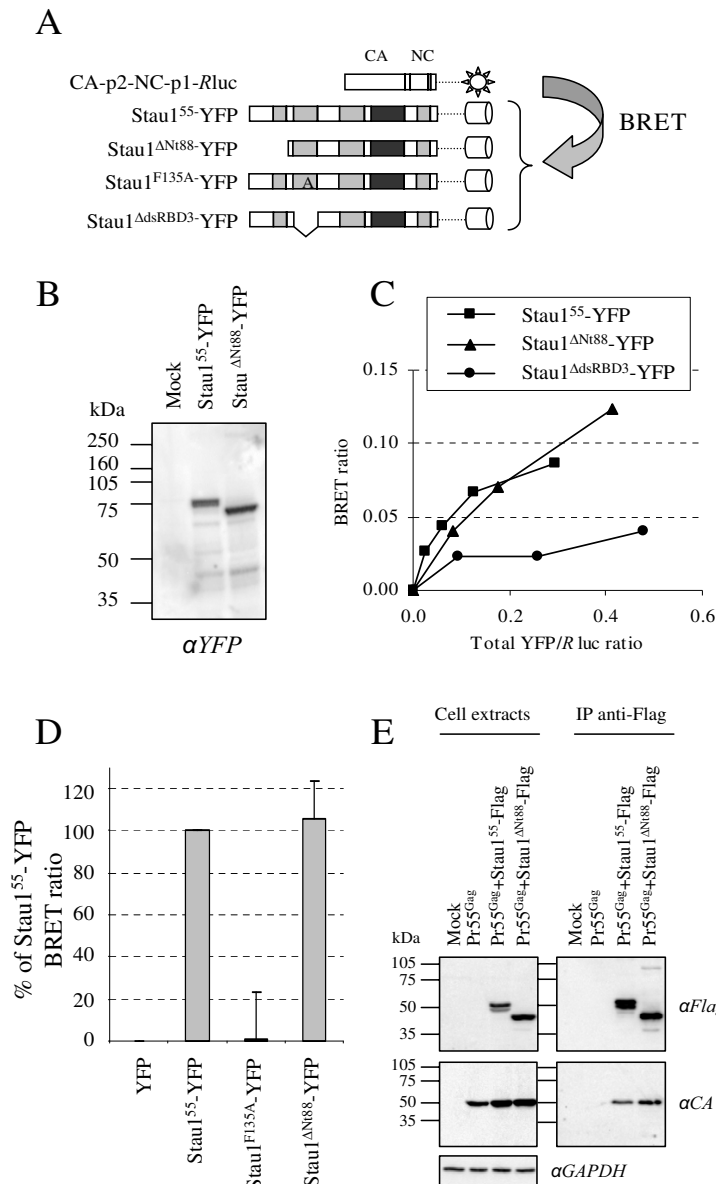 A
CA NC
CA-p2-NC-p1-Rluc
Stau1⁵⁵-YFP
Stau1^ΔNt88-YFP
Stau1^F135A-YFP
A
Stau1^ΔdsRBD3-YFP
BRET
B
Mock
Stau1⁵⁵-YFP
Stau ^ΔNt88-YFP
kDa
250
160
105
75
50
35
αYFP
C
Stau1⁵⁵-YFP
Stau1^ΔNt88-YFP
Stau1^ΔdsRBD3-YFP
BRET ratio
0.15
0.10
0.05
0.00
0.0 0.2 0.4 0.6
Total YFP/R luc ratio
D
% of Stau1⁵⁵-YFP
BRET ratio
120
100
80
60
40
20
0
YFP
Stau1⁵⁵-YFP
Stau1^F135A-YFP
Stau1^ΔNt88-YFP
E
Cell extracts IP anti-Flag
Mock
Pr55^Gag
Pr55^Gag+Stau1⁵⁵-Flag
Pr55^Gag+Stau1^ΔNt88-Flag
Mock
Pr55^Gag
Pr55^Gag+Stau1⁵⁵-Flag
Pr55^Gag+Stau1^ΔNt88-Flag
kDa
105
75
50
35
αFla
105
75
50
35
αCA
αGAPDH